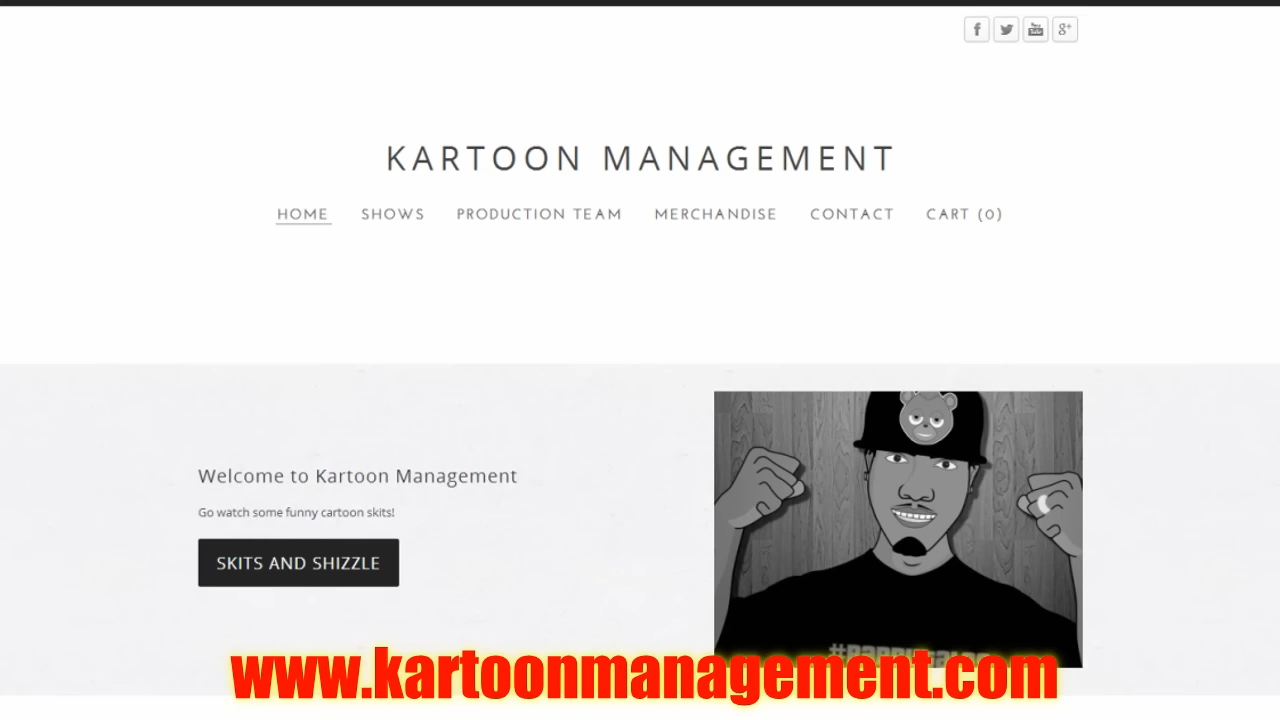 KARTOON MANAGEMENT
HOME SHOWS PRODUCTION TEAM MERCHANDISE CONTACT CART (0)
Welcome to Kartoon Management
Go watch some funny cartoon skits!
SKITS AND SHIZZLE
www.kartoonmanagement.com